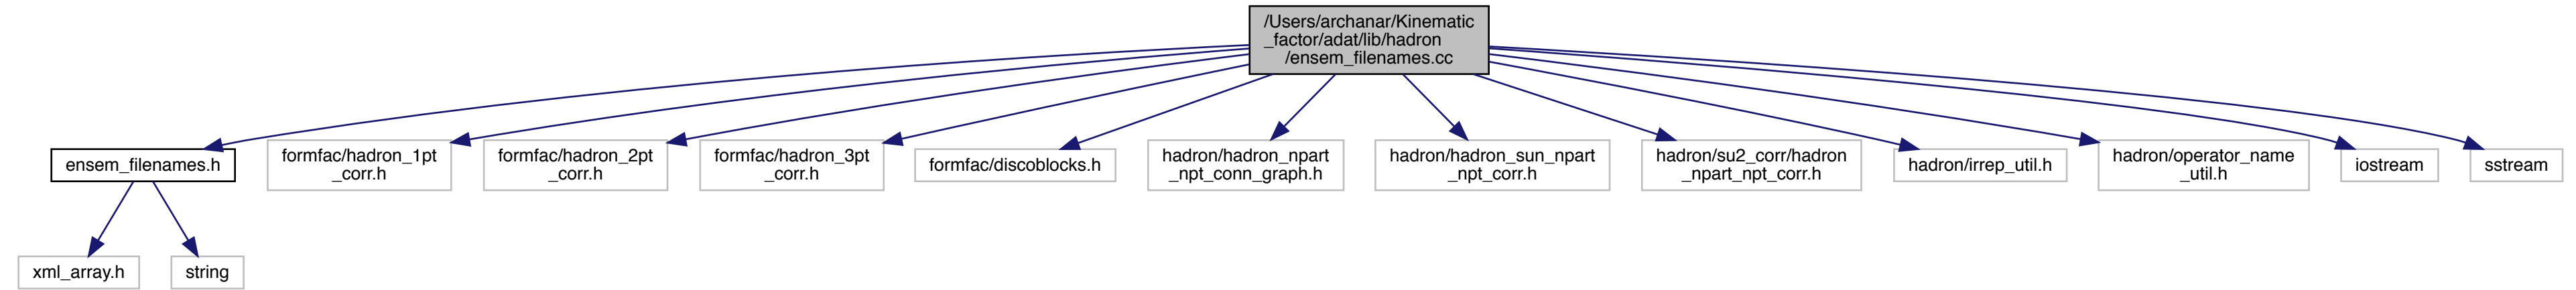 /Users/archanar/Kinematic
_factor/adat/lib/hadron
/ensem_filenames.cc
ensem_filenames.h
formfac/hadron_1pt
_corr.h
formfac/hadron_2pt
_corr.h
formfac/hadron_3pt
_corr.h
formfac/discoblocks.h
hadron/hadron_npart
_npt_conn_graph.h
hadron/hadron_sun_npart
_npt_corr.h
hadron/su2_corr/hadron
_npart_npt_corr.h
hadron/irrep_util.h
hadron/operator_name
_util.h
iostream
sstream
xml_array.h
string